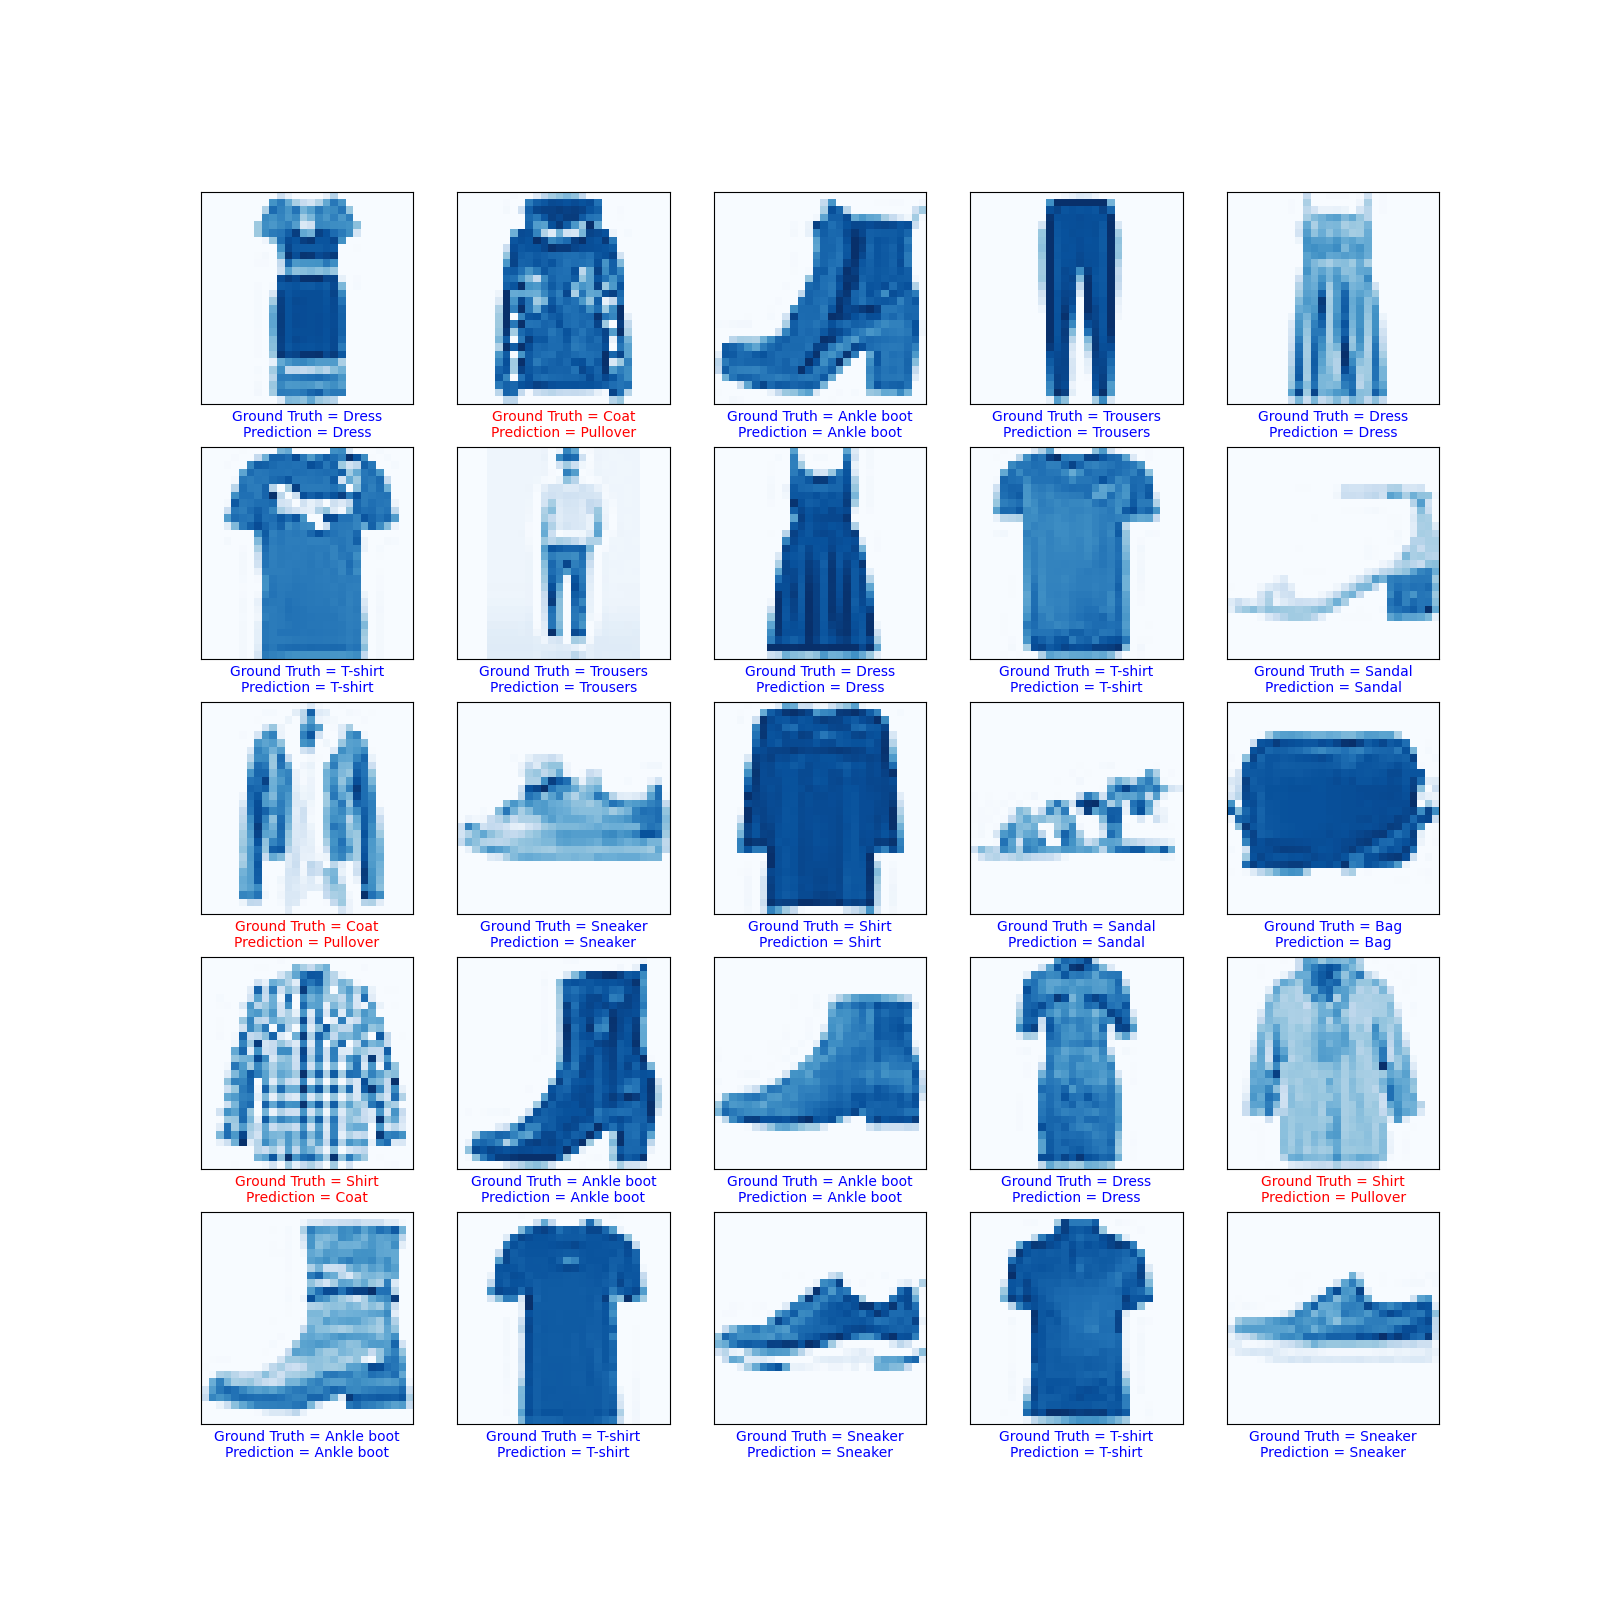 Ground Truth = Dress
Prediction = Dress
Ground Truth = Coat
Prediction = Pullover
Ground Truth = Ankle boot
Prediction = Ankle boot
Ground Truth = Trousers
Prediction = Trousers
Ground Truth = Dress
Prediction = Dress
Ground Truth = T-shirt
Prediction = T-shirt
Ground Truth = Trousers
Prediction = Trousers
Ground Truth = Dress
Prediction = Dress
Ground Truth = T-shirt
Prediction = T-shirt
Ground Truth = Sandal
Prediction = Sandal
Ground Truth = Coat
Prediction = Pullover
Ground Truth = Sneaker
Prediction = Sneaker
Ground Truth = Shirt
Prediction = Shirt
Ground Truth = Sandal
Prediction = Sandal
Ground Truth = Bag
Prediction = Bag
Ground Truth = Shirt
Prediction = Coat
Ground Truth = Ankle boot
Prediction = Ankle boot
Ground Truth = Ankle boot
Prediction = Ankle boot
Ground Truth = Dress
Prediction = Dress
Ground Truth = Shirt
Prediction = Pullover
Ground Truth = Ankle boot
Prediction = Ankle boot
Ground Truth = T-shirt
Prediction = T-shirt
Ground Truth = Sneaker
Prediction = Sneaker
Ground Truth = T-shirt
Prediction = T-shirt
Ground Truth = Sneaker
Prediction = Sneaker